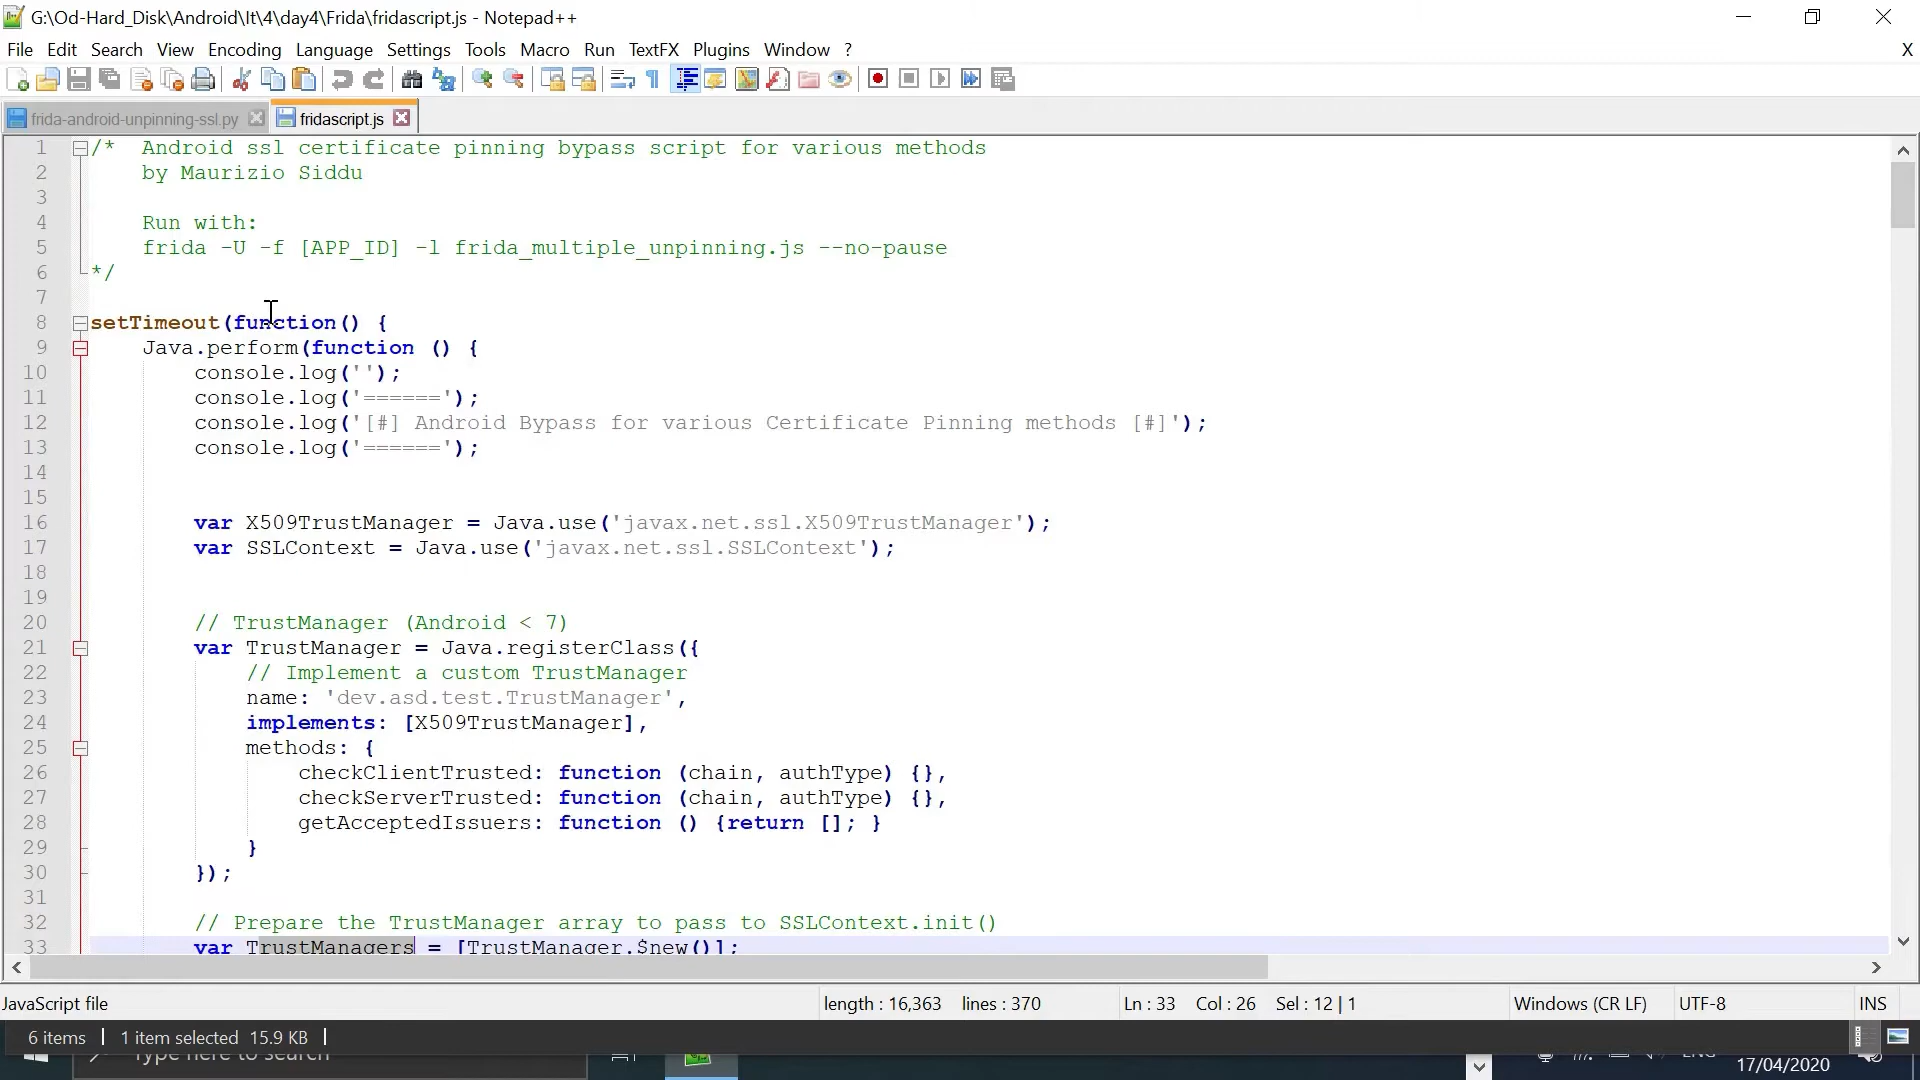 G:\Od-Hard_Disk\Android\It\4\day4\Frida\fridascript.js - Notepad++
File Edit Search View Encoding Language Settings Tools Macro Run TextFX Plugins Window ? X
frida-android-unpinning-ssl.py fridascript.js
1 /* Android ssl certificate pinning bypass script for various methods
2 by Maurizio Siddu
3
4 Run with:
5 frida -U -f [APP_ID] -l frida_multiple_unpinning.js --no-pause
6 */
7
8 setTimeout(function() {
9 Java.perform(function () {
10 console.log('');
11 console.log('======');
12 console.log('[#] Android Bypass for various Certificate Pinning methods [#]');
13 console.log('======');
14
15
16 var X509TrustManager = Java.use('javax.net.ssl.X509TrustManager');
17 var SSLContext = Java.use('javax.net.ssl.SSLContext');
18
19
20 // TrustManager (Android < 7)
21 var TrustManager = Java.registerClass({
22 // Implement a custom TrustManager
23 name: 'dev.asd.test.TrustManager',
24 implements: [X509TrustManager],
25 methods: {
26 checkClientTrusted: function (chain, authType) {},
27 checkServerTrusted: function (chain, authType) {},
28 getAcceptedIssuers: function () {return []; }
29 }
30 });
31
32 // Prepare the TrustManager array to pass to SSLContext.init()
33 var TrustManagers = [TrustManager.$new()];
JavaScript file length : 16,363 lines : 370 Ln : 33 Col : 26 Sel : 12 | 1 Windows (CR LF) UTF-8 INS
6 items 1 item selected 15.9 KB
Type here to search
ENG
17/04/2020